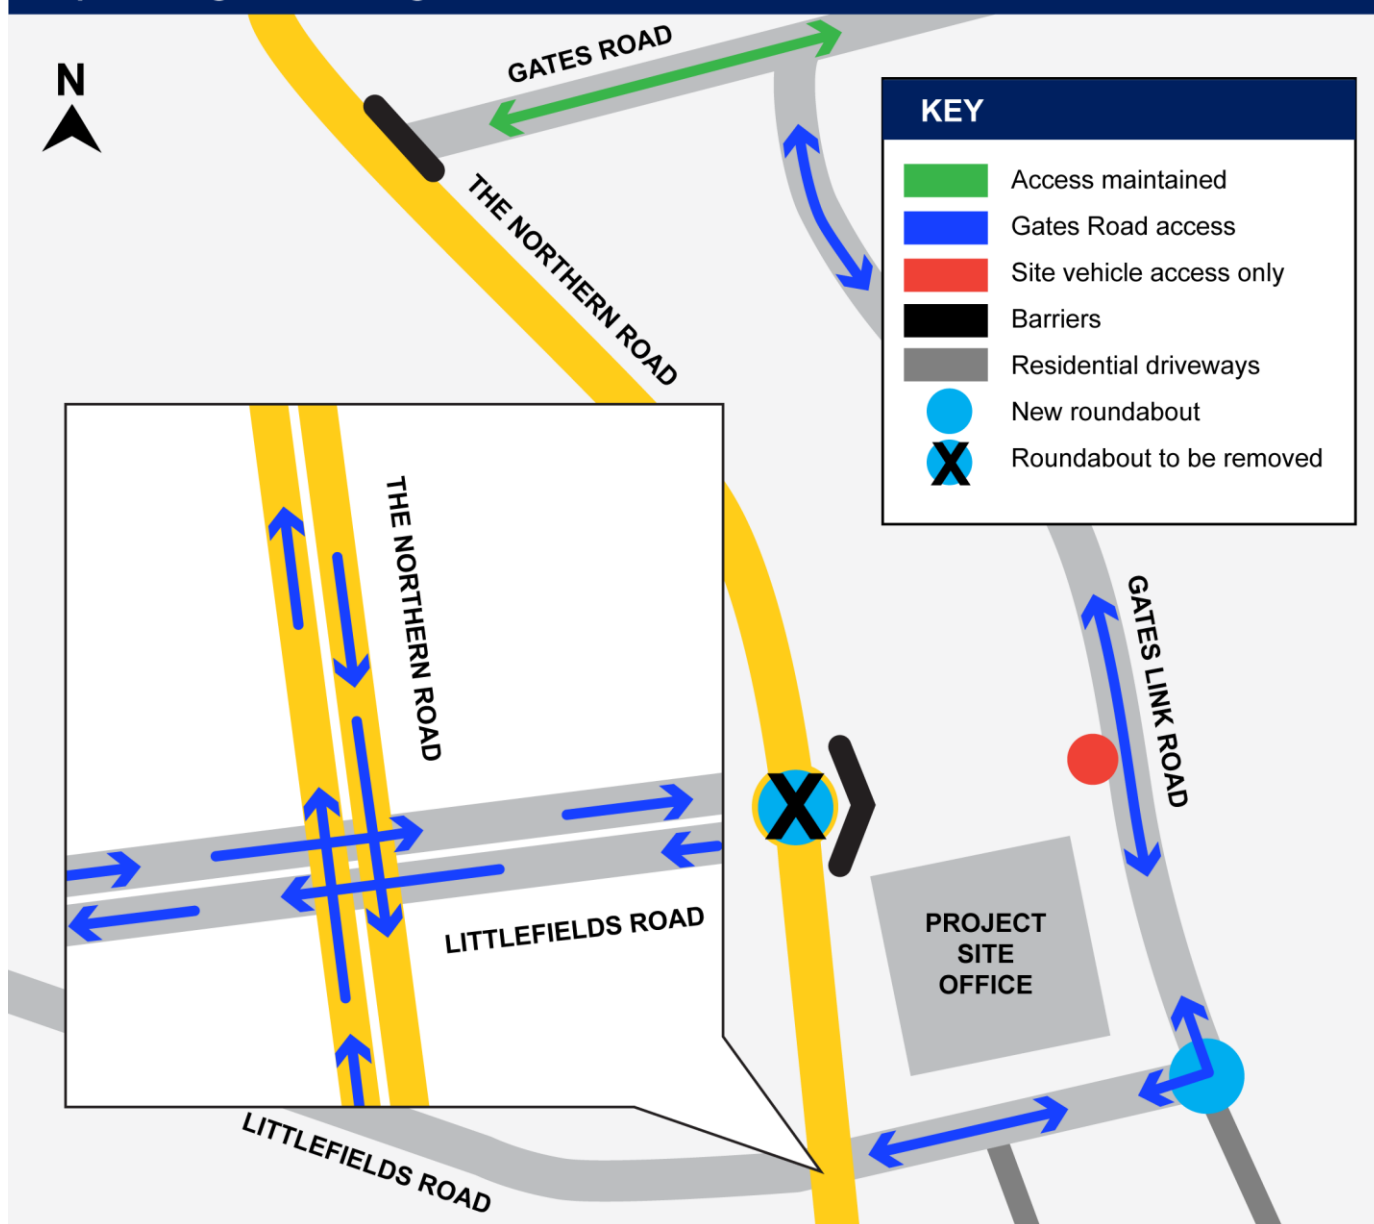 GATES ROAD
N
KEY
Access maintained
Gates Road access
Site vehicle access only
Barriers
Residential driveways
New roundabout
X
Roundabout to be removed
THE NORTHERN ROAD
THE NORTHERN ROAD
GATES LINK ROAD
X
LITTLEFIELDS ROAD
PROJECT
SITE
OFFICE
LITTLEFIELDS ROAD